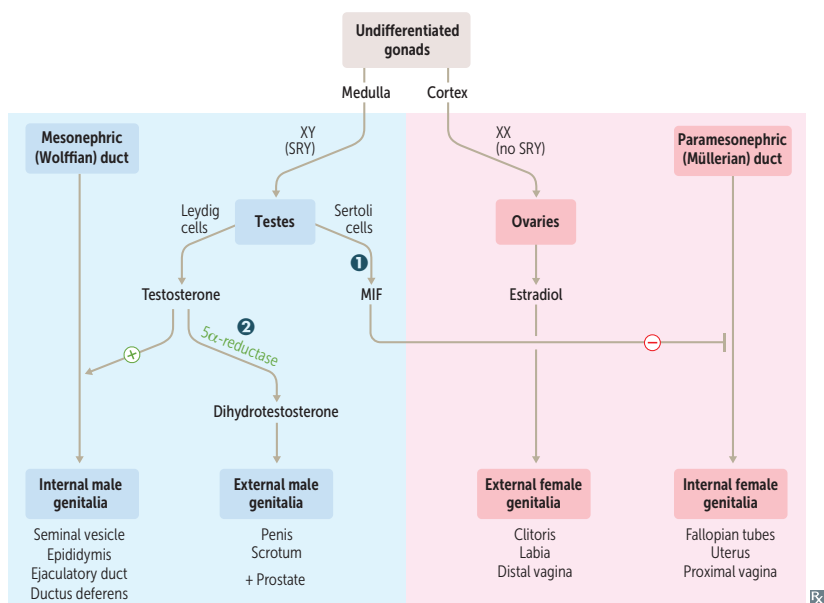 Undifferentiated
gonads
Medulla
Cortex
Mesonephric
(Wolffian) duct
XY
(SRY)
XX
(no SRY)
Paramesonephric
(Müllerian) duct
Leydig
cells
Testes
Sertoli
cells
Ovaries
1
Testosterone
MIF
Estradiol
2
5α-reductase
+
−
Dihydrotestosterone
Internal male
genitalia
Seminal vesicle
Epididymis
Ejaculatory duct
Ductus deferens
External male
genitalia
Penis
Scrotum
+ Prostate
External female
genitalia
Clitoris
Labia
Distal vagina
Internal female
genitalia
Fallopian tubes
Uterus
Proximal vagina
Rx